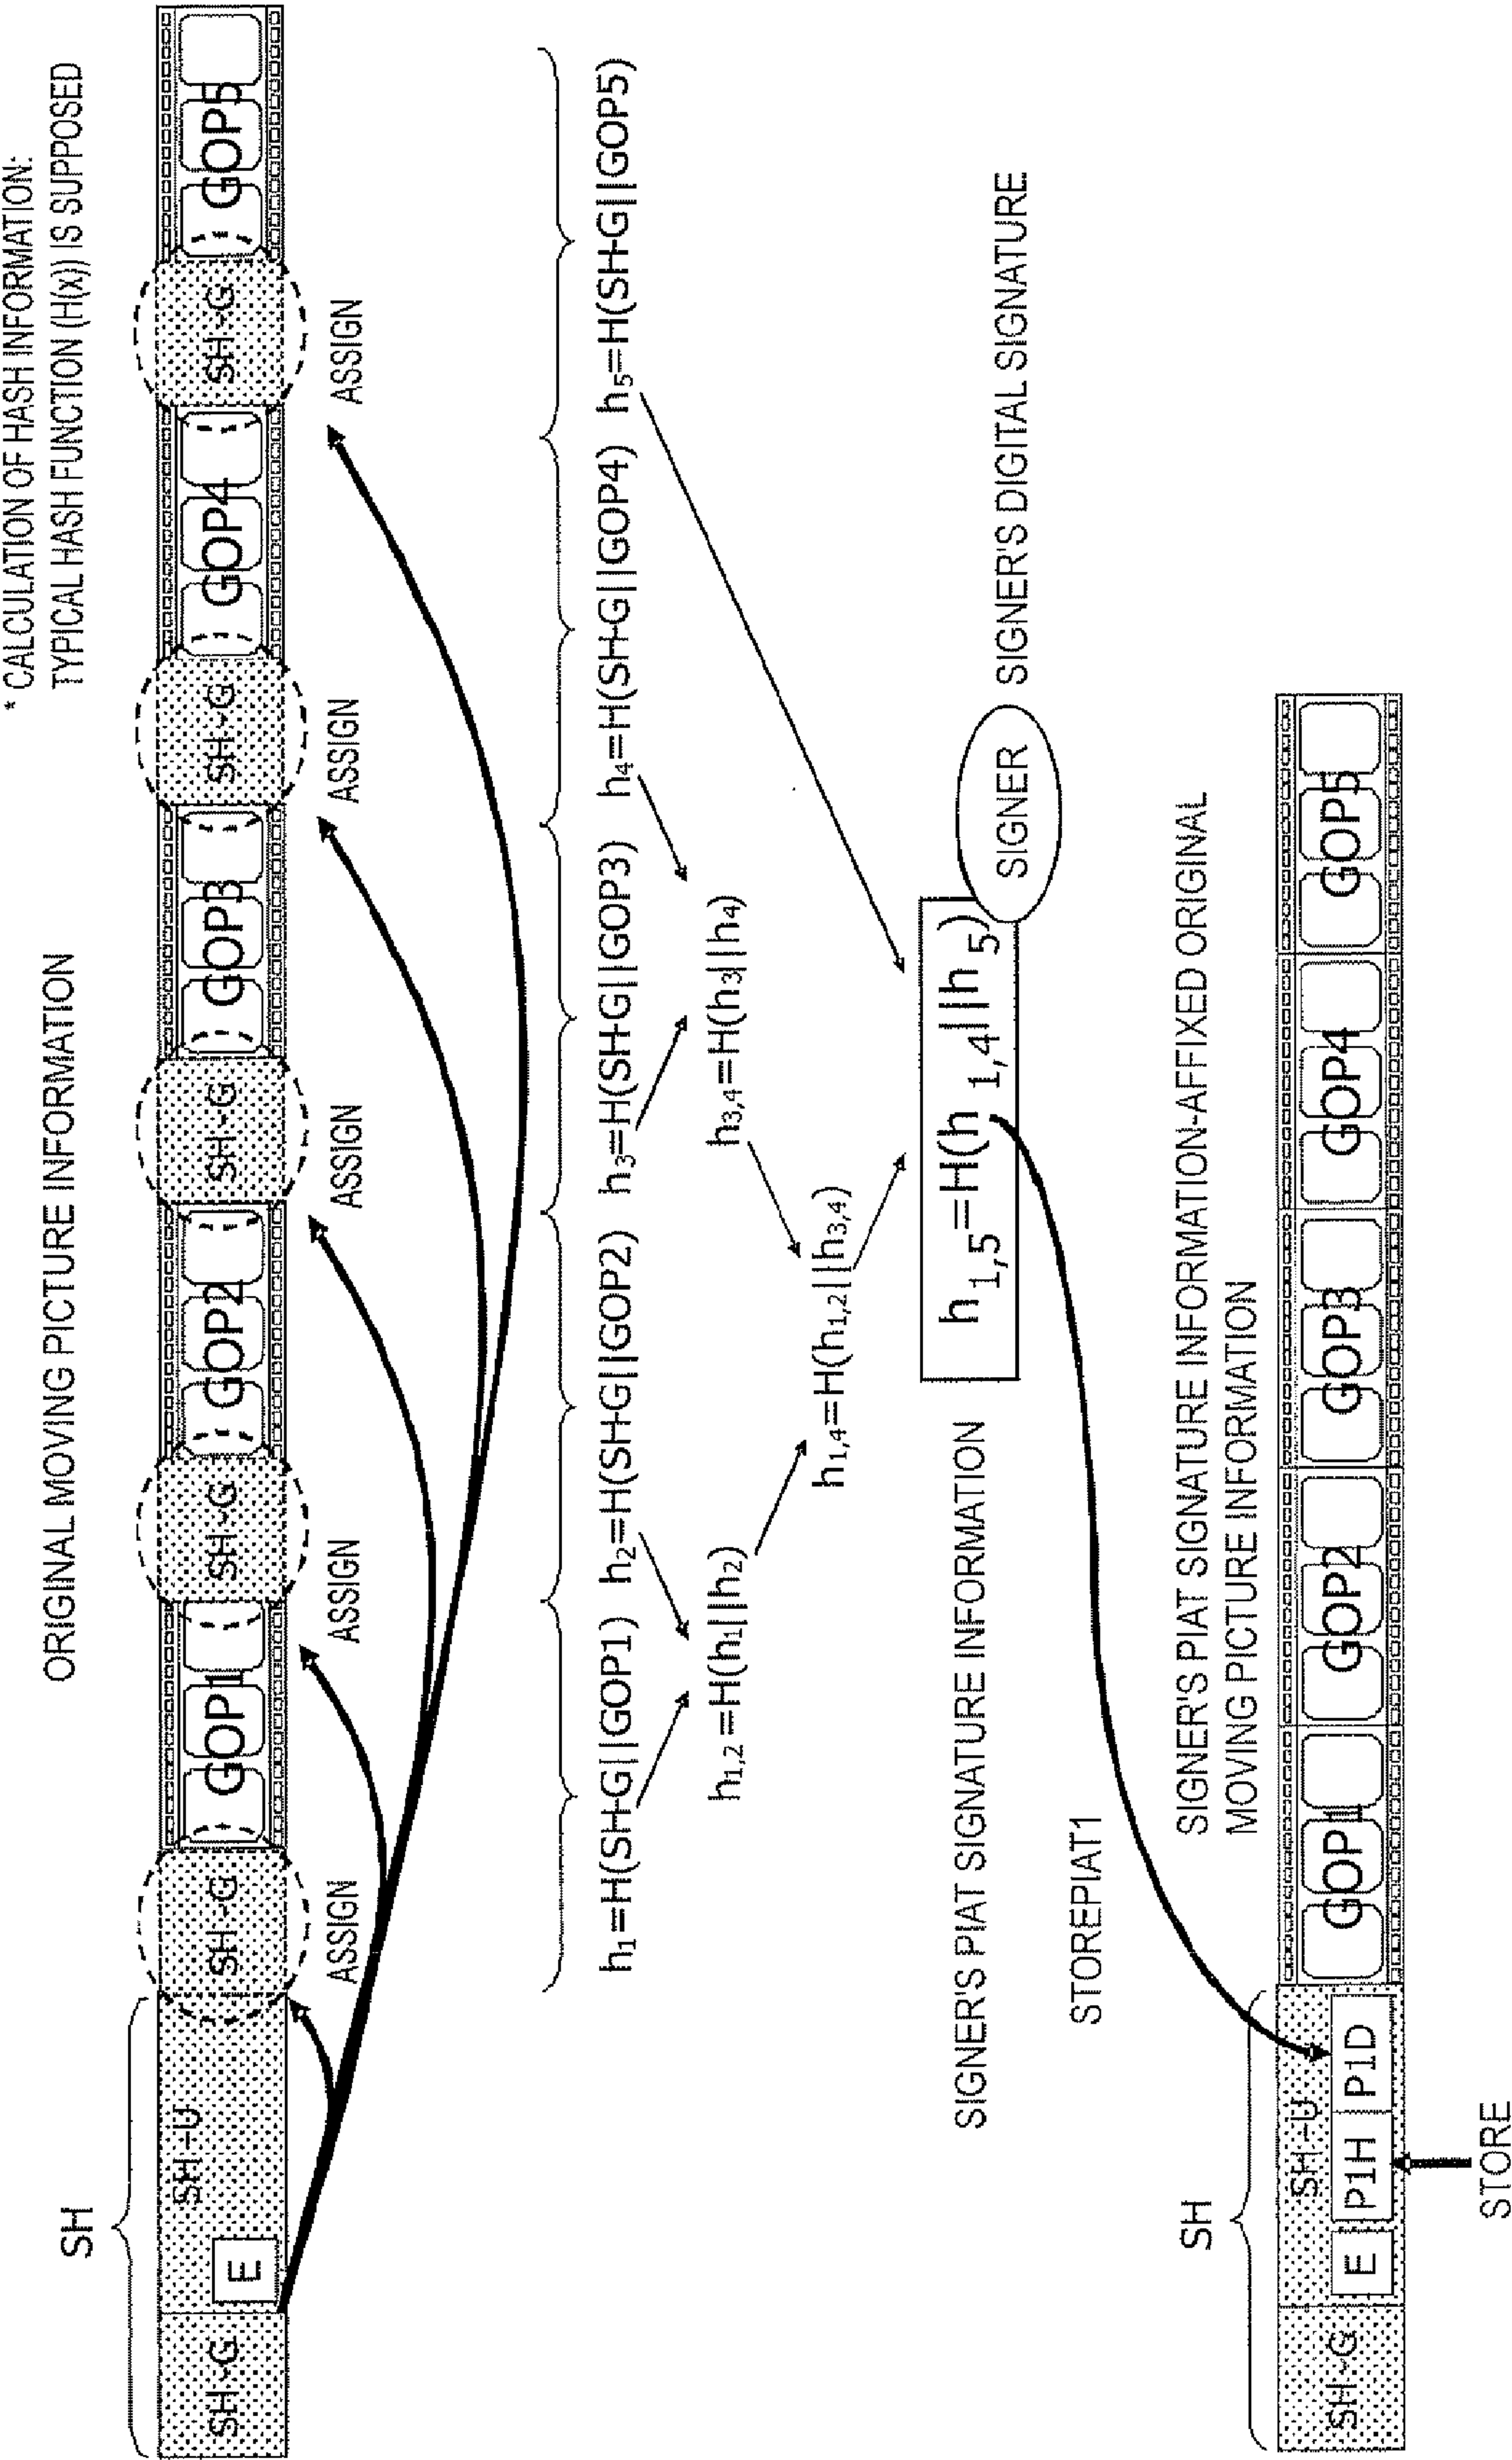 * CALCULATION OF HASH INFORMATION:
TYPICAL HASH FUNCTION (H(x)) IS SUPPOSED
ORIGINAL MOVING PICTURE INFORMATION
SH
SH-G
E
SH-U
SH-G
GOP1
SH-G
GOP2
SH-G
GOP3
SH-G
GOP4
SH-G
GOP5
ASSIGN
ASSIGN
ASSIGN
ASSIGN
ASSIGN
h1=H(SH-G||GOP1)
h2=H(SH-G||GOP2)
h3=H(SH-G||GOP3)
h4=H(SH-G||GOP4)
h5=H(SH-G||GOP5)
h1,2=H(h1||h2)
h3,4=H(h3||h4)
h1,4=H(h1,2||h3,4)
SIGNER'S PIAT SIGNATURE INFORMATION
h1,5=H(h1,4||h5)
SIGNER
SIGNER'S DIGITAL SIGNATURE
STOREPIAT1
SIGNER'S PIAT SIGNATURE INFORMATION-AFFIXED ORIGINAL
MOVING PICTURE INFORMATION
SH
SH-G
SH-U
E
P1H
P1D
GOP1
GOP2
GOP3
GOP4
GOP5
STORE